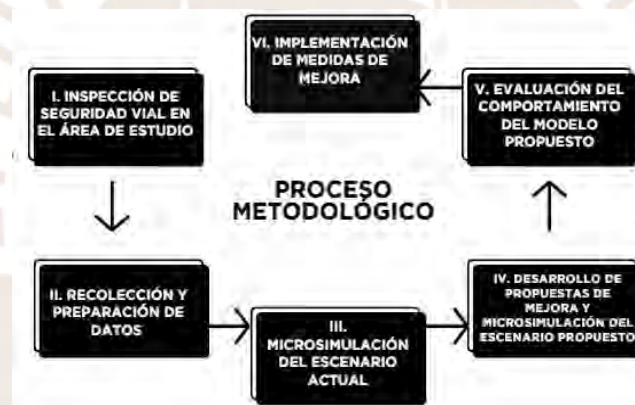 I. INSPECCIÓN DE
SEGURIDAD VIAL EN
EL ÁREA DE ESTUDIO
II. RECOLECCIÓN Y
PREPARACIÓN DE
DATOS
III.
MICROSIMULACIÓN
DEL ESCENARIO
ACTUAL
IV. DESARROLLO DE
PROPUESTAS DE
MEJORA Y
MICROSIMULACIÓN DEL
ESCENARIO PROPUESTO
V. EVALUACIÓN DEL
COMPORTAMIENTO
DEL MODELO
PROPUESTO
VI. IMPLEMENTACIÓN
DE MEDIDAS DE
MEJORA
PROCESO
METODOLÓGICO